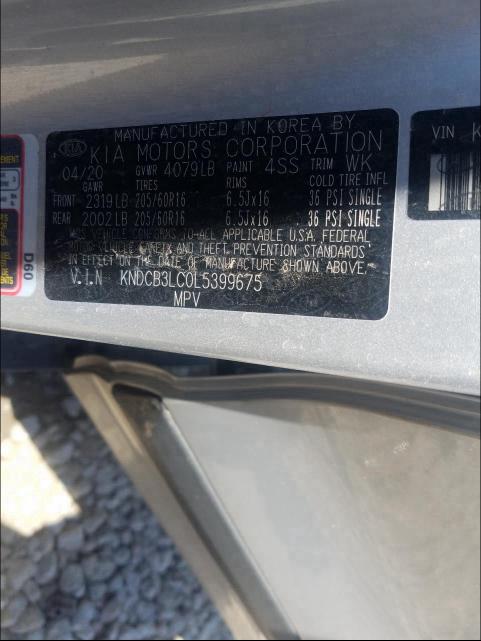 MANUFACTURED IN KOREA BY
KIA KIA MOTORS CORPORATION
04/20 GVWR 4079LB PAINT 4SS TRIM WK
GAWR TIRES RIMS COLD TIRE INFL
FRONT 2319LB 205/60R16 6.5Jx16 36 PSI SINGLE
REAR 2002LB 205/60R16 6.5Jx16 36 PSI SINGLE
THIS VEHICLE CONFORMS TO ALL APPLICABLE U.S.A. FEDERAL
MOTOR VEHICLE SAFETY AND THEFT PREVENTION STANDARDS
IN EFFECT ON THE DATE OF MANUFACTURE SHOWN ABOVE.
V.I.N KNDCB3LC0L5399675
MPV
VIN K
D60